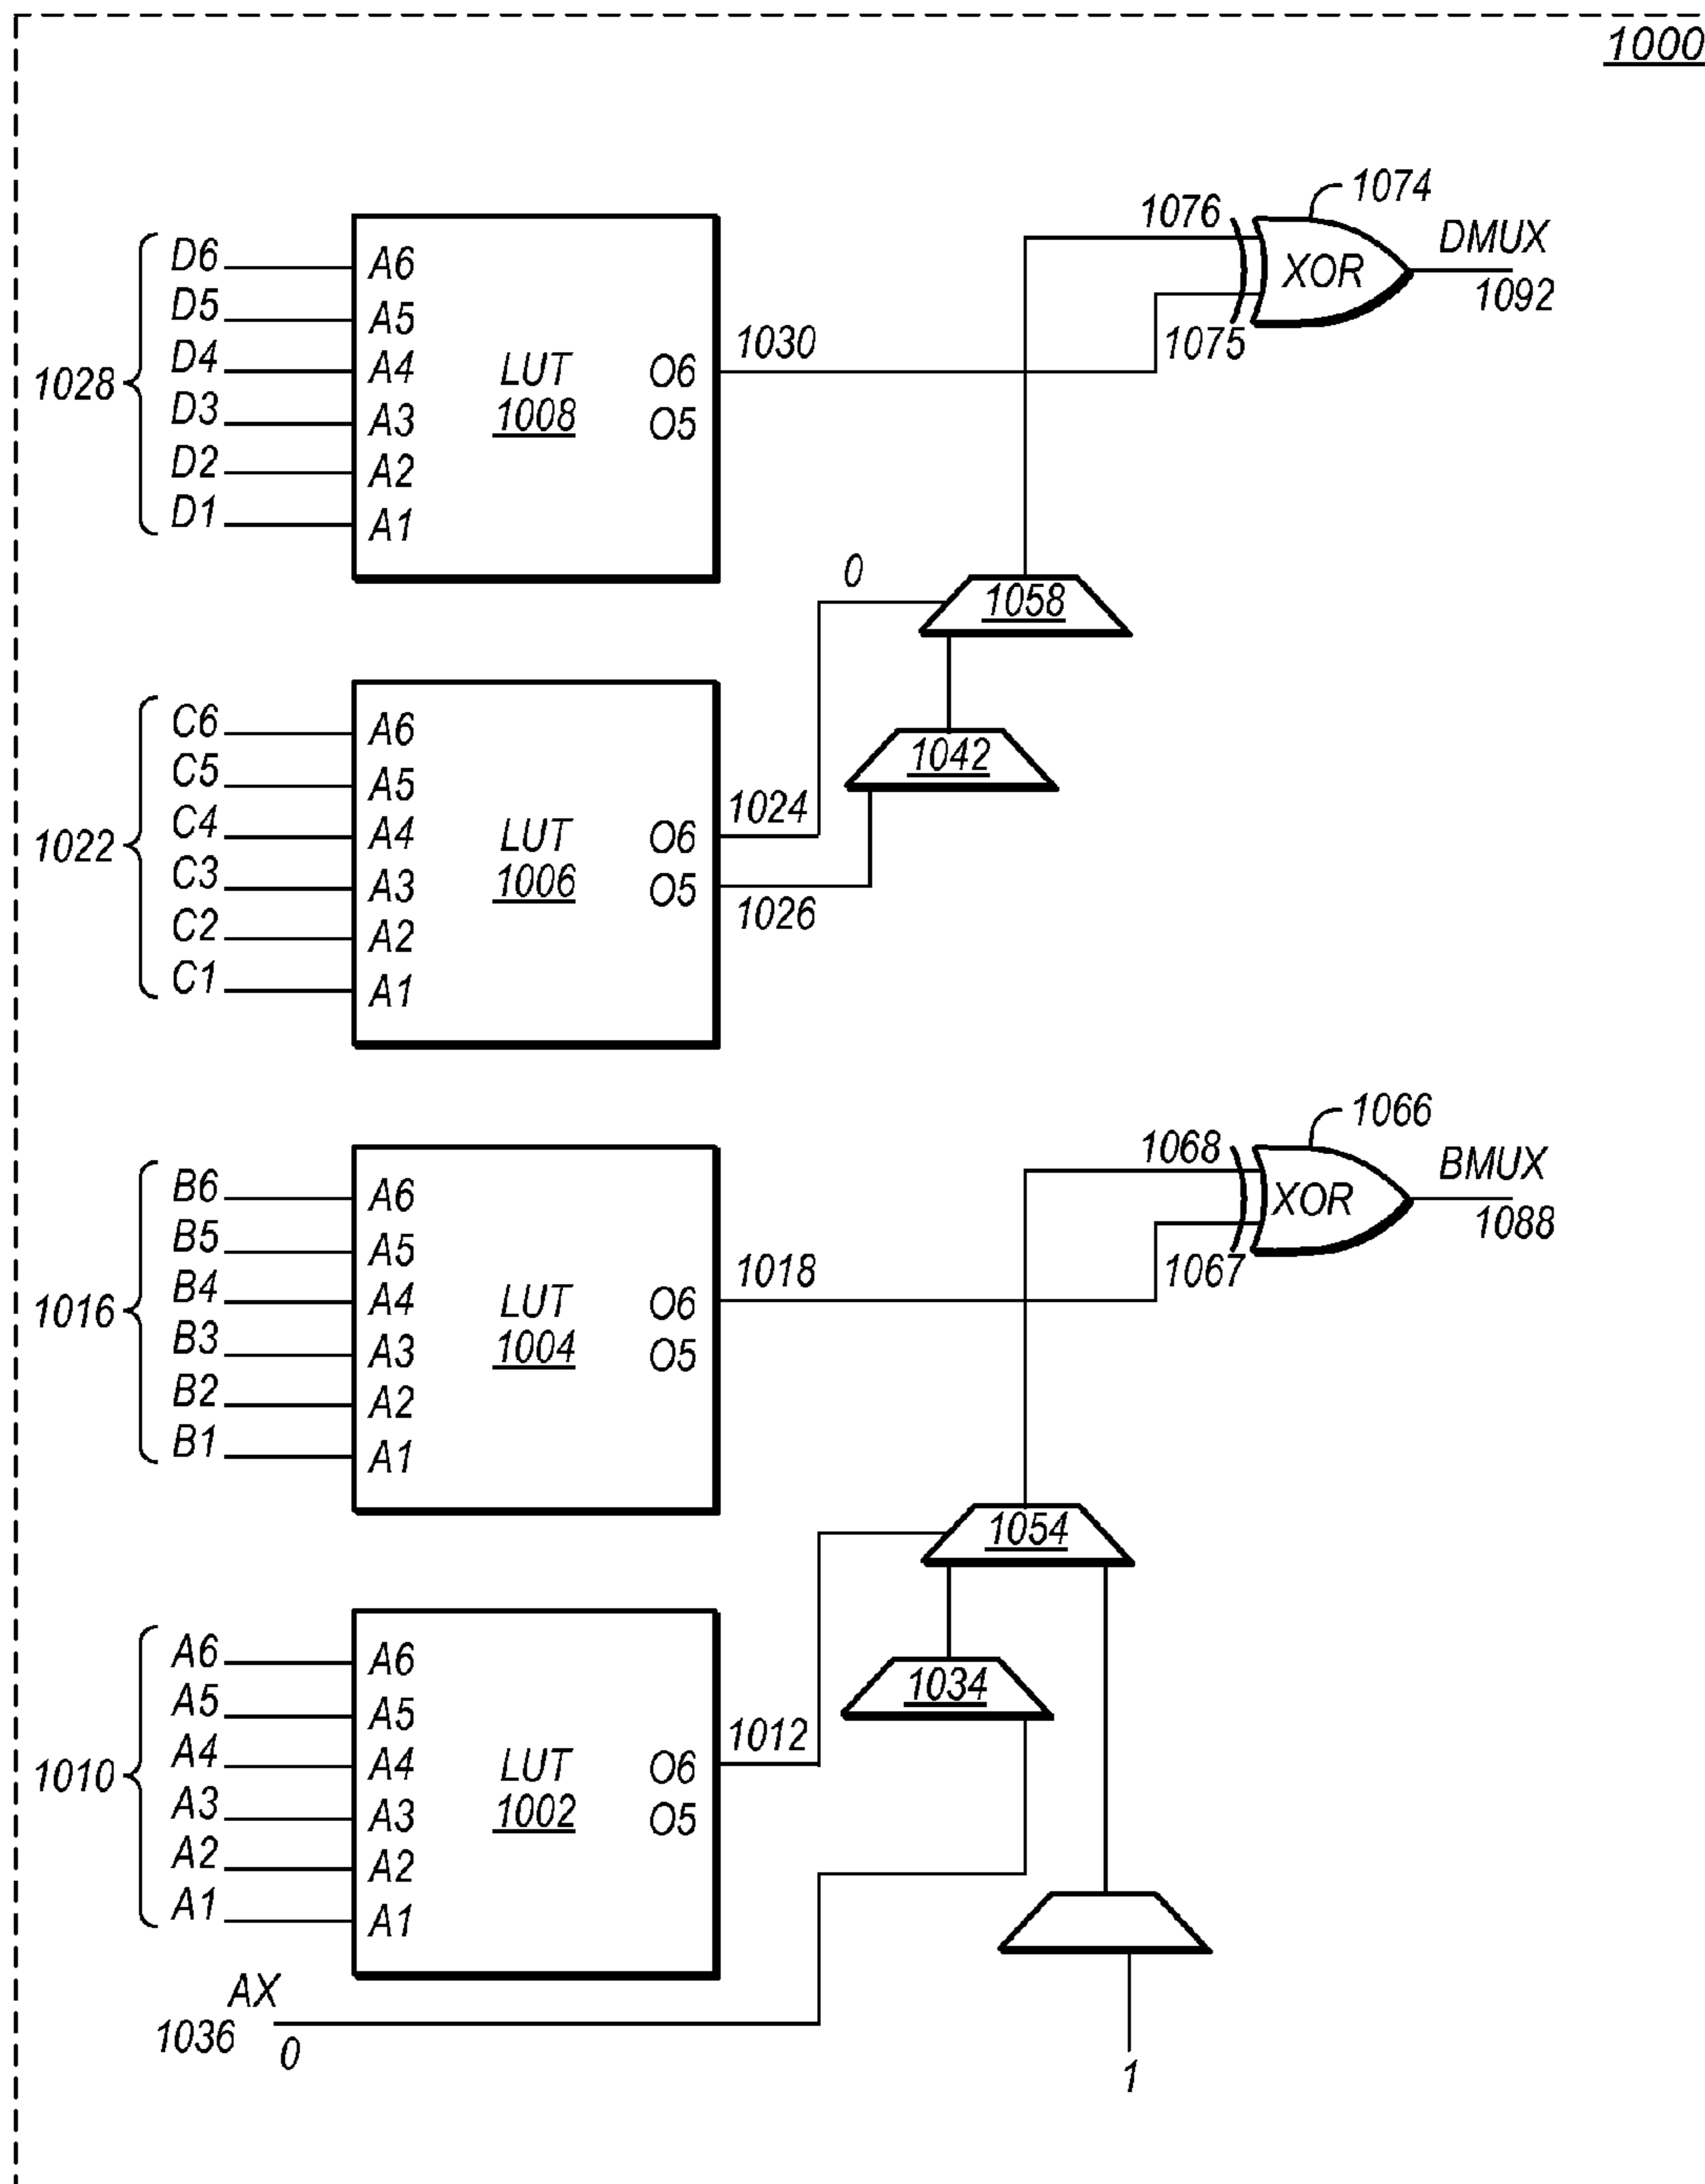 1000
1074
1076
DMUX
XOR
1092
1075
D6
A6
D5
A5
1030
D4
A4
LUT
O6
1028
D3
A3
1008
O5
D2
A2
D1
A1
0
1058
C6
A6
1042
C5
A5
1024
C4
A4
LUT
O6
1022
C3
A3
1006
O5
1026
C2
A2
C1
A1
1066
1068
BMUX
B6
A6
XOR
1088
B5
A5
1018
1067
B4
A4
LUT
O6
1016
B3
A3
1004
O5
B2
A2
B1
A1
1054
A6
A6
1034
A5
A5
1012
A4
A4
LUT
O6
1010
A3
A3
1002
O5
A2
A2
A1
A1
AX
1036
0
1